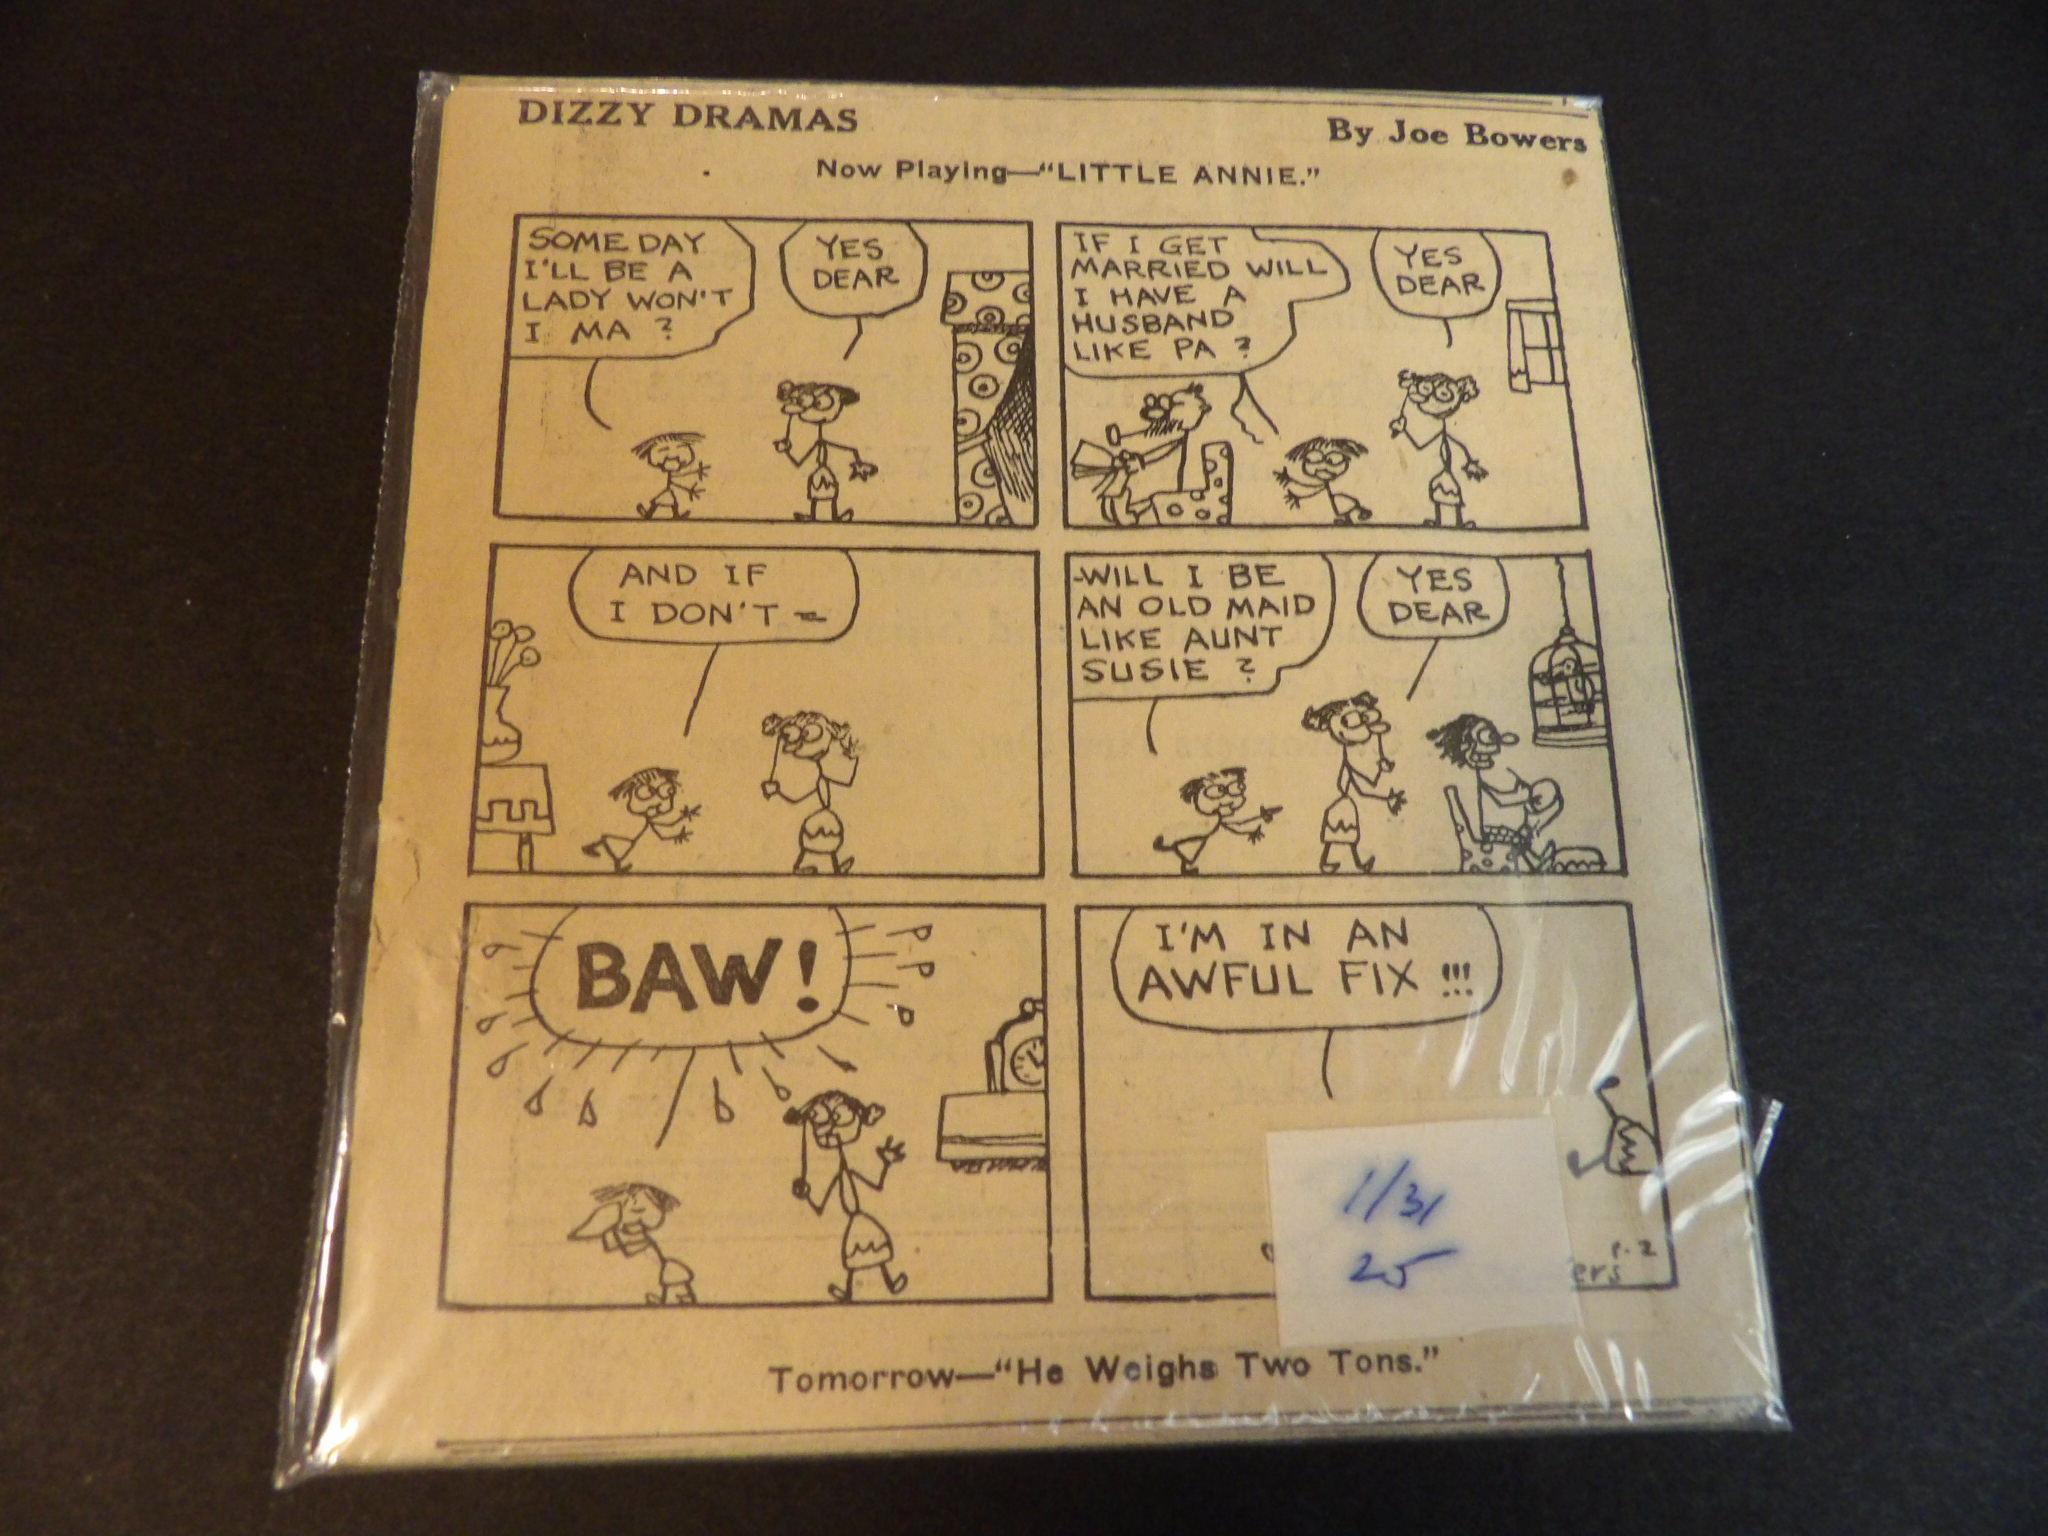 DIZZY DRAMAS
By Joe Bowers
Now Playing—"LITTLE ANNIE."
SOME DAY
I'LL BE A
LADY WON'T
I MA ?
YES
DEAR
IF I GET
MARRIED WILL
I HAVE A
HUSBAND
LIKE PA ?
YES
DEAR
AND IF
I DON'T =
-WILL I BE
AN OLD MAID
LIKE AUNT
SUSIE ?
YES
DEAR
BAW!
I'M IN AN
AWFUL FIX !!!
1/31
25
ers
Tomorrow—"He Weighs Two Tons."